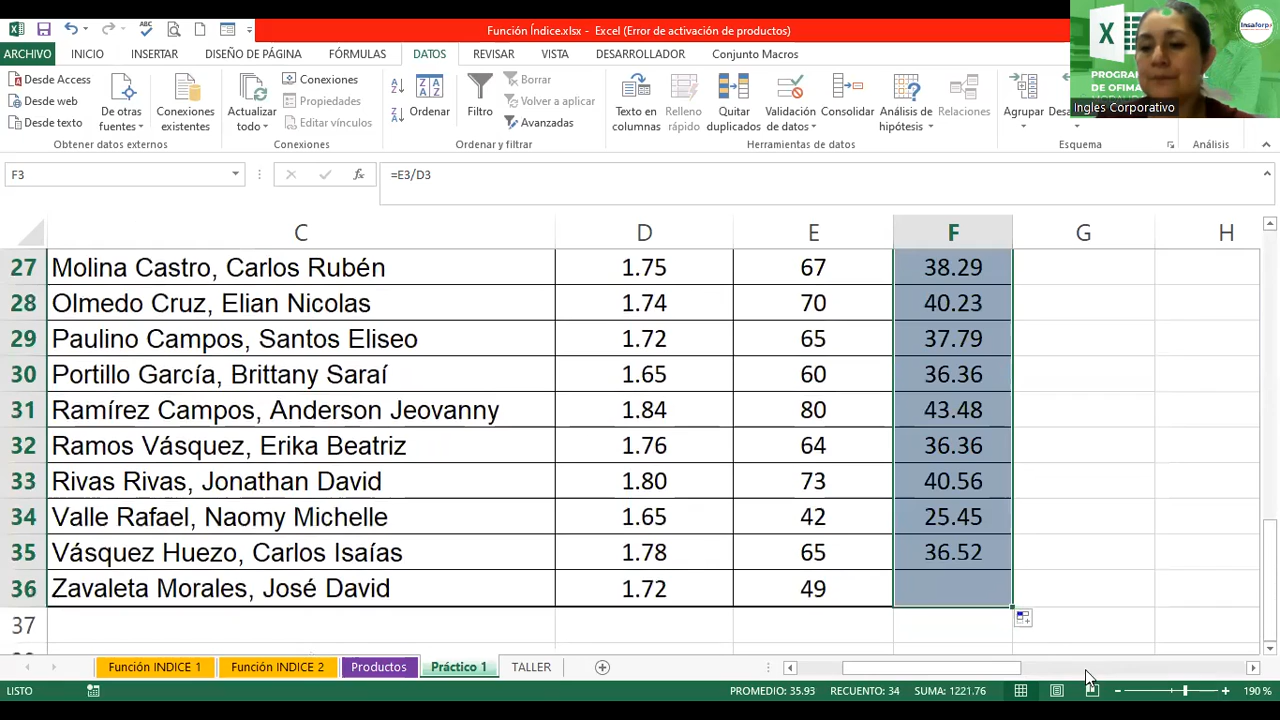 Función Índice.xlsx - Excel (Error de activación de productos)
ARCHIVO INICIO INSERTAR DISEÑO DE PÁGINA FÓRMULAS DATOS REVISAR VISTA DESARROLLADOR Conjunto Macros
Desde Access
Desde web
Desde texto
De otras fuentes
Conexiones existentes
Obtener datos externos
Actualizar todo
Conexiones
Propiedades
Editar vínculos
Conexiones
Ordenar
Filtro
Borrar
Volver a aplicar
Avanzadas
Ordenar y filtrar
Texto en columnas
Relleno rápido
Quitar duplicados
Validación de datos
Consolidar
Análisis de hipótesis
Relaciones
Herramientas de datos
Agrupar
Esquema
Análisis
Insaforp
Ingles Corporativo
F3 fx =E3/D3
C D E F G H
27 Molina Castro, Carlos Rubén 1.75 67 38.29
28 Olmedo Cruz, Elian Nicolas 1.74 70 40.23
29 Paulino Campos, Santos Eliseo 1.72 65 37.79
30 Portillo García, Brittany Saraí 1.65 60 36.36
31 Ramírez Campos, Anderson Jeovanny 1.84 80 43.48
32 Ramos Vásquez, Erika Beatriz 1.76 64 36.36
33 Rivas Rivas, Jonathan David 1.80 73 40.56
34 Valle Rafael, Naomy Michelle 1.65 42 25.45
35 Vásquez Huezo, Carlos Isaías 1.78 65 36.52
36 Zavaleta Morales, José David 1.72 49
37
Función INDICE 1 Función INDICE 2 Productos Práctico 1 TALLER
LISTO PROMEDIO: 35.93 RECUENTO: 34 SUMA: 1221.76 190 %